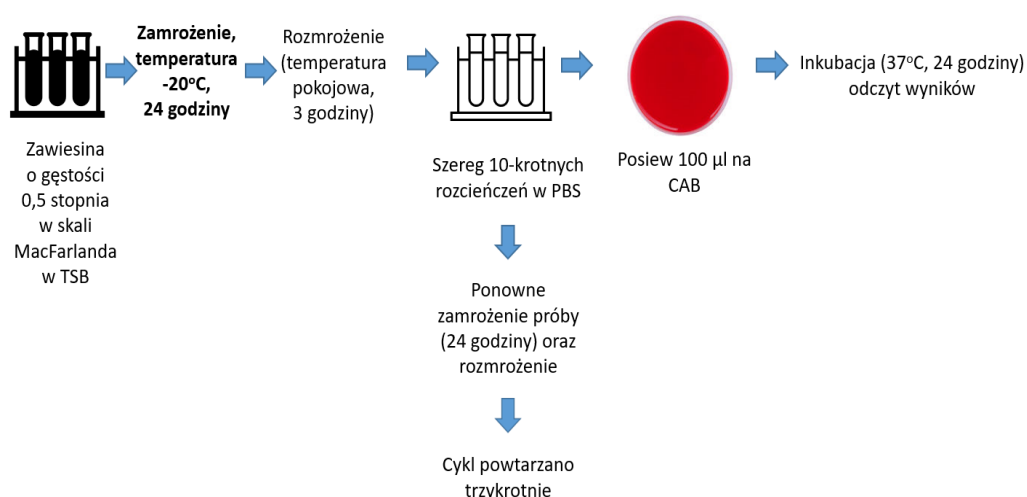 Zawiesina
o gęstości
0,5 stopnia
w skali
MacFarlanda
w TSB
Zamrożenie,
temperatura
-20ºC,
24 godziny
Rozmrożenie
(temperatura
pokojowa,
3 godziny)
Szereg 10-krotnych
rozcieńczeń w PBS
Posiew 100 µl na
CAB
Inkubacja (37ºC, 24 godziny)
odczyt wyników
Ponowne
zamrożenie próby
(24 godziny) oraz
rozmrożenie
Cykl powtarzano
trzykrotnie